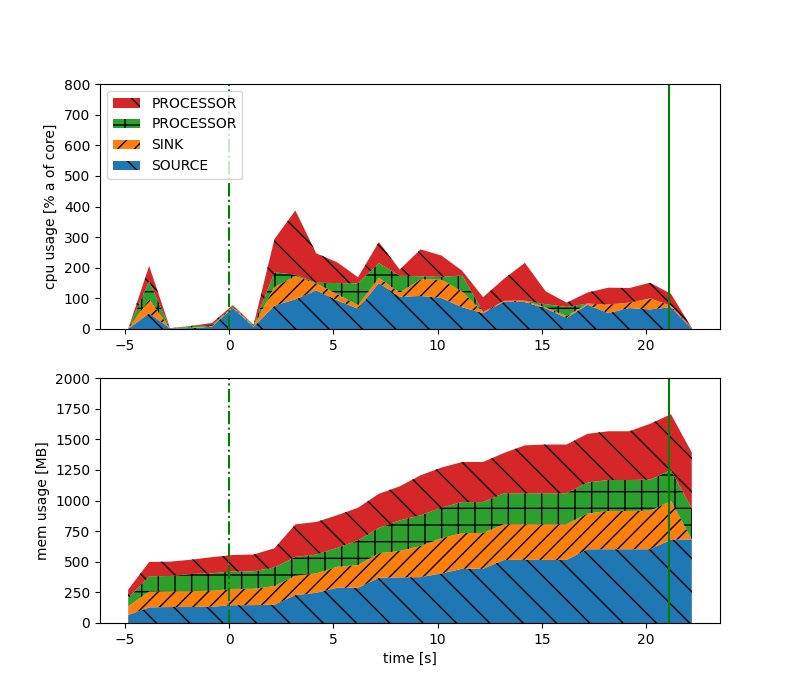 800
700
600
500
400
300
200
100
0
cpu usage [% a of core]
PROCESSOR
PROCESSOR
SINK
SOURCE
−5 0 5 10 15 20
2000
1750
1500
1250
1000
750
500
250
0
mem usage [MB]
−5 0 5 10 15 20
time [s]